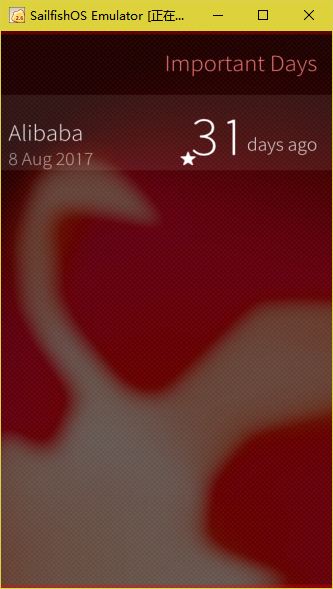 SailfishOS Emulator [正在...
Important Days
Alibaba
31 days ago
8 Aug 2017